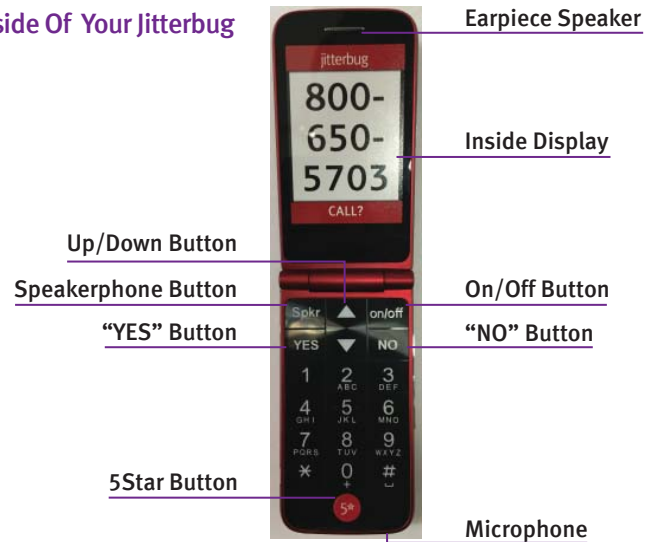 side Of Your Jitterbug
Earpiece Speaker
jitterbug
800-
650-
5703
CALL?
Inside Display
Up/Down Button
Speakerphone Button
On/Off Button
"YES" Button
"NO" Button
Spkr on/off
YES NO
1 2 ABC 3 DEF
4 GHI 5 JKL 6 MNO
7 PQRS 8 TUV 9 WXYZ
* 0 + #
5Star Button
5*
Microphone